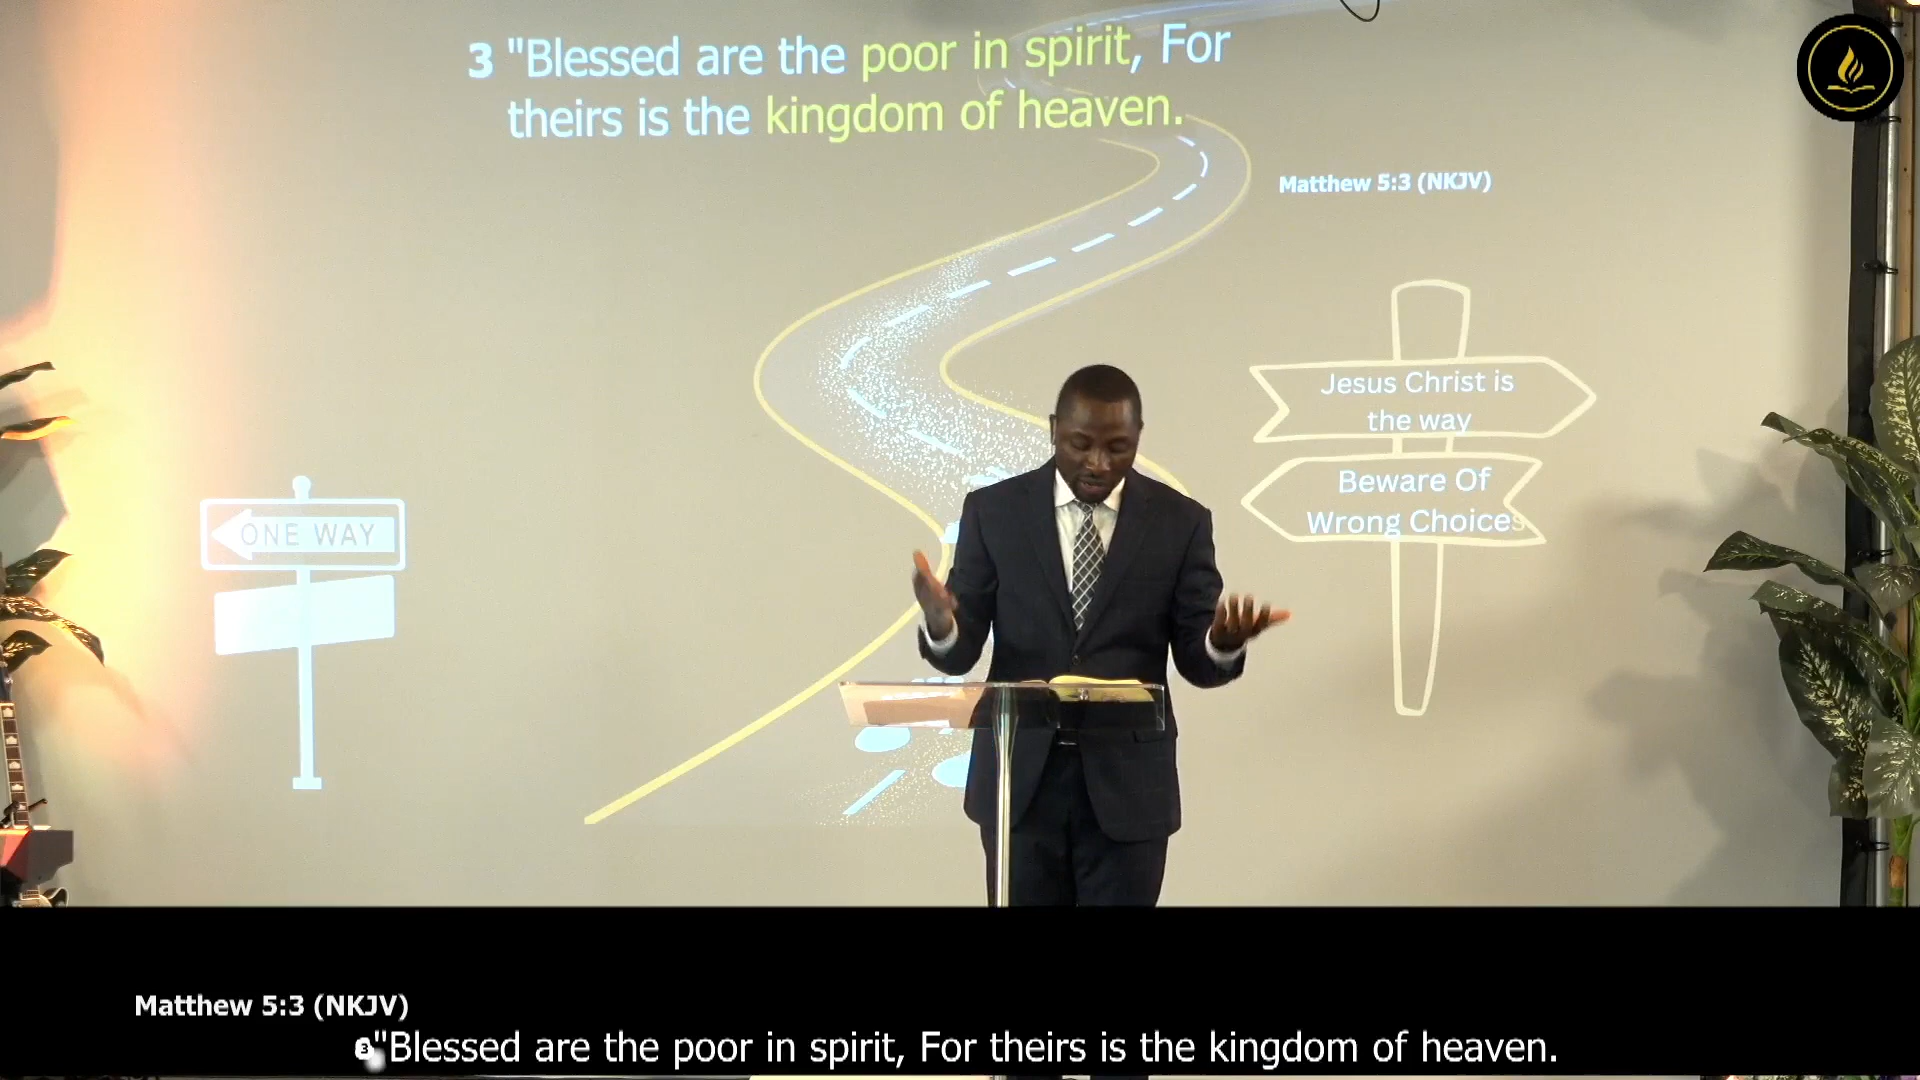 3 "Blessed are the poor in spirit, For
theirs is the kingdom of heaven.
Matthew 5:3 (NKJV)
Jesus Christ is
the way
Beware Of
Wrong Choices
ONE WAY
Matthew 5:3 (NKJV)
3 "Blessed are the poor in spirit, For theirs is the kingdom of heaven.